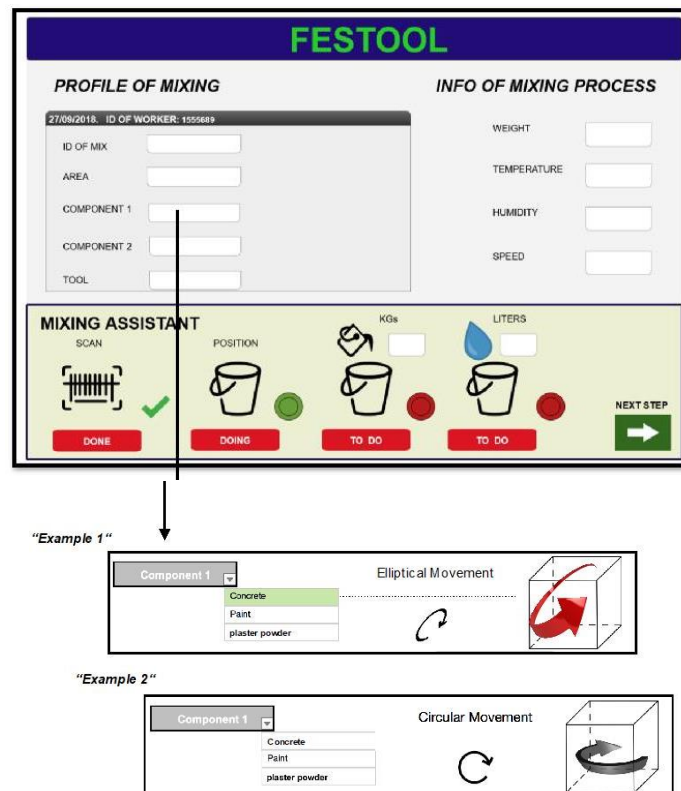 FESTOOL
PROFILE OF MIXING
INFO OF MIXING PROCESS
27/09/2018. ID OF WORKER: 1555689
ID OF MIX
AREA
COMPONENT 1
COMPONENT 2
TOOL
WEIGHT
TEMPERATURE
HUMIDITY
SPEED
MIXING ASSISTANT
SCAN
POSITION
KGs
LITERS
NEXT STEP
DONE
DOING
TO DO
TO DO
"Example 1"
Component 1
Elliptical Movement
Concrete
Paint
plaster powder
"Example 2"
Component 1
Circular Movement
Concrete
Paint
plaster powder